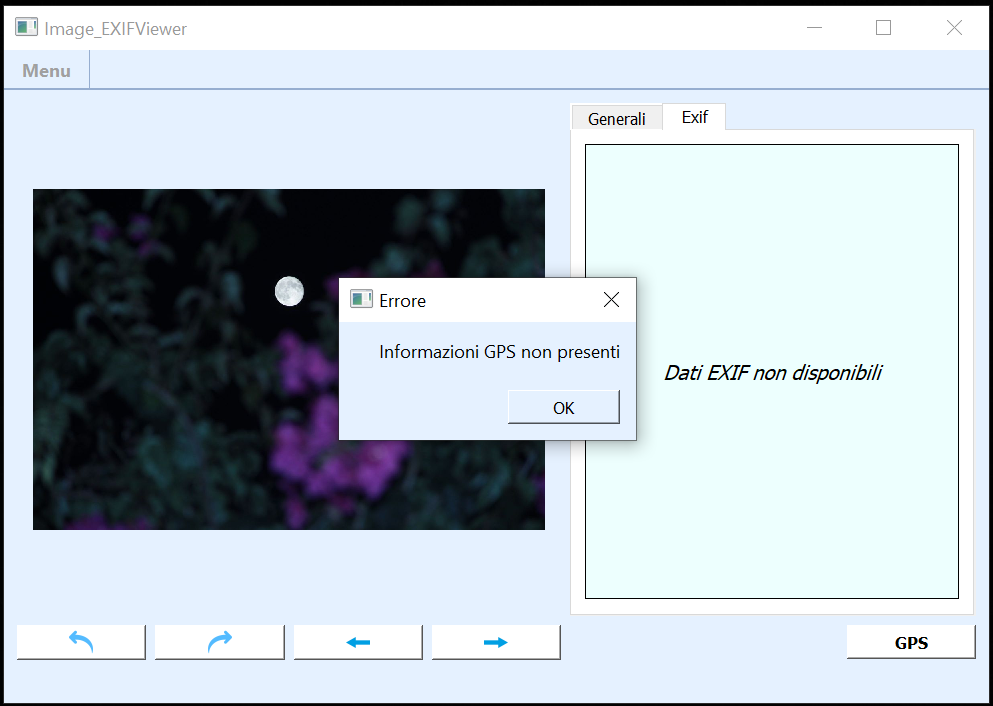 Image_EXIFViewer
Menu
Generali
Exif
Errore
Informazioni GPS non presenti
OK
Dati EXIF non disponibili
GPS